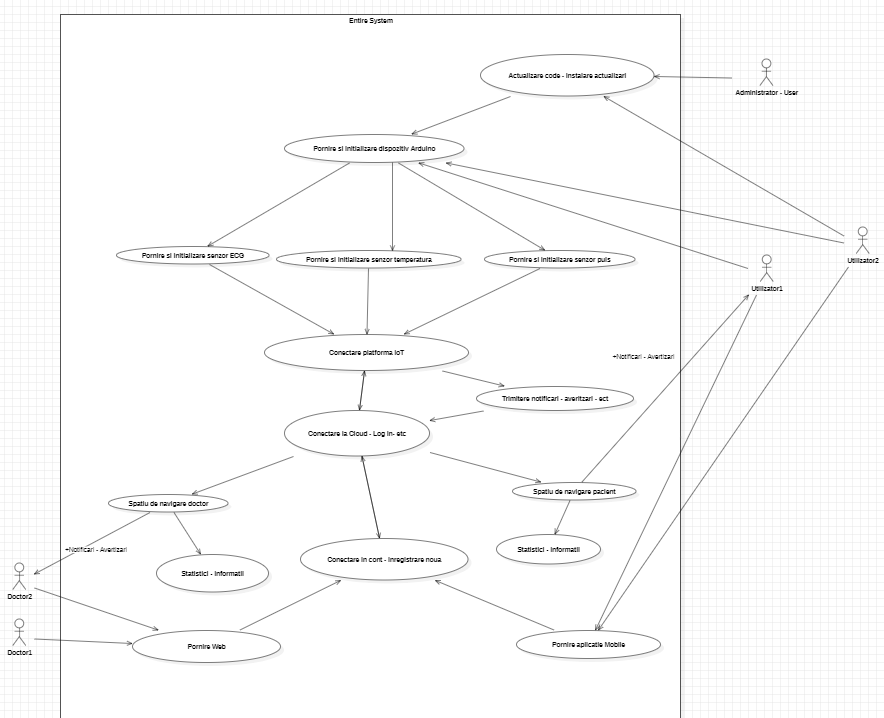 Entire System
Actualizare code - Instalare actualizari
Administrator - User
Pornire si initializare dispozitiv Arduino
Utilizator2
Pornire si initializare senzor ECG
Pornire si initializare senzor temperatura
Pornire si initializare senzor puls
Utilizator1
Conectare platforma IoT
+Notificari - Avertizari
Trimitere notificari - averitzari - ect
Conectare la Cloud - Log in- etc
Spatiu de navigare pacient
Spatiu de navigare doctor
+Notificari - Avertizari
Statistici - Informatii
Conectare in cont - Inregistrare noua
Statistici - Informatii
Doctor2
Doctor1
Pornire Web
Pornire aplicatie Mobile